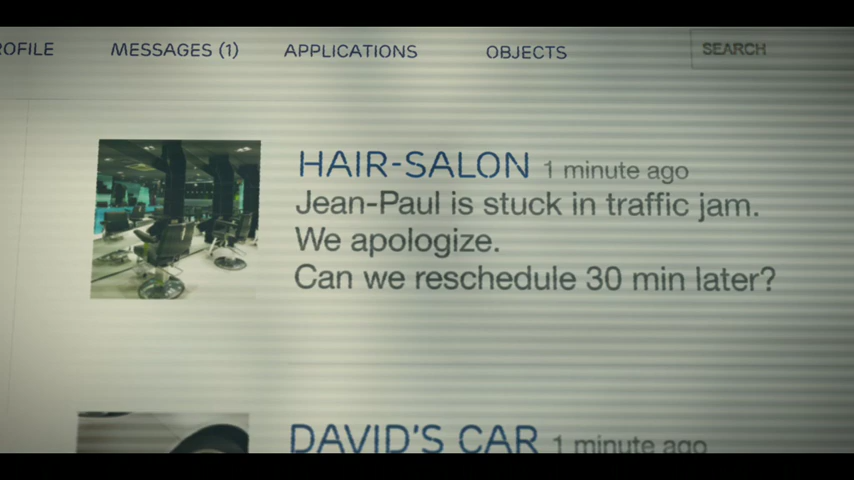 ROFILE MESSAGES (1) APPLICATIONS OBJECTS SEARCH
HAIR-SALON 1 minute ago
Jean-Paul is stuck in traffic jam.
We apologize.
Can we reschedule 30 min later?
DAVID'S CAR 1 minute ago